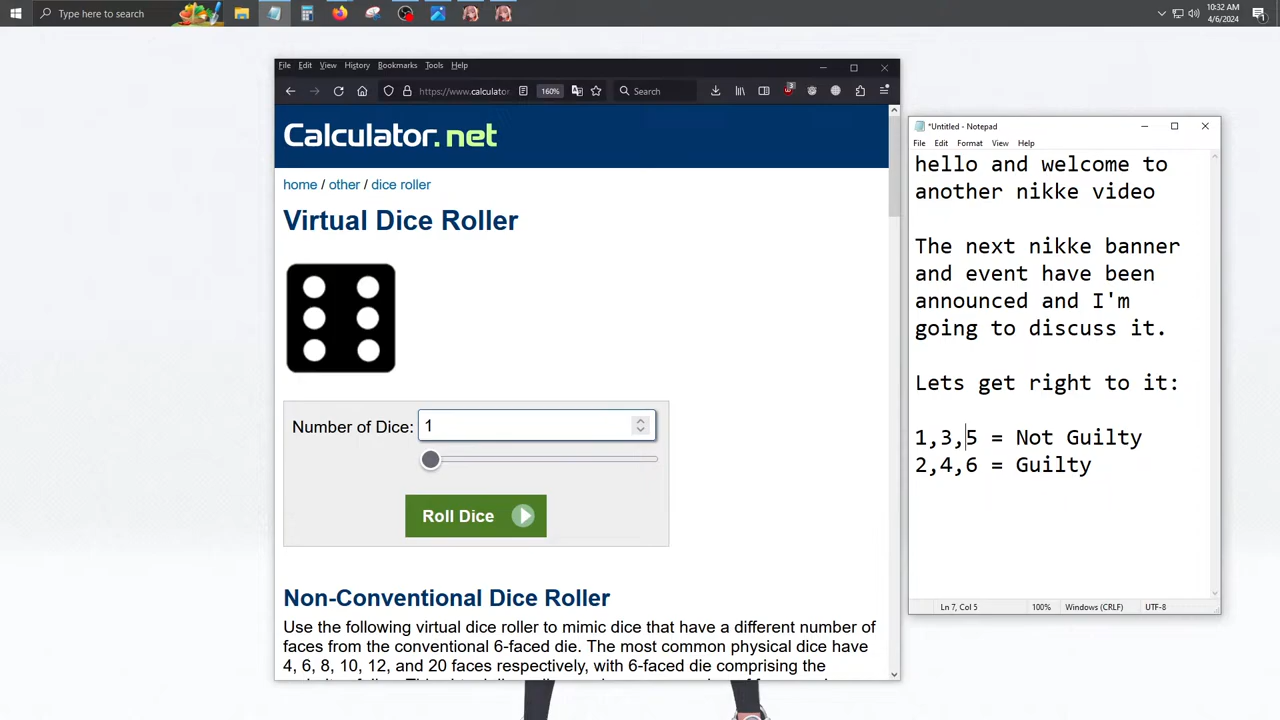 Type here to search
10:32 AM
4/6/2024
1
File Edit View History Bookmarks Tools Help
https://www.calculator
160%
Search
3
Calculator.net
home / other / dice roller
Virtual Dice Roller
Number of Dice: 1
Roll Dice
Non-Conventional Dice Roller
Use the following virtual dice roller to mimic dice that have a different number of
faces from the conventional 6-faced die. The most common physical dice have
4, 6, 8, 10, 12, and 20 faces respectively, with 6-faced die comprising the
*Untitled - Notepad
File Edit Format View Help
hello and welcome to
another nikke video
The next nikke banner
and event have been
announced and I'm
going to discuss it.
Lets get right to it:
1,3,5 = Not Guilty
2,4,6 = Guilty
Ln 7, Col 5 100% Windows (CRLF) UTF-8